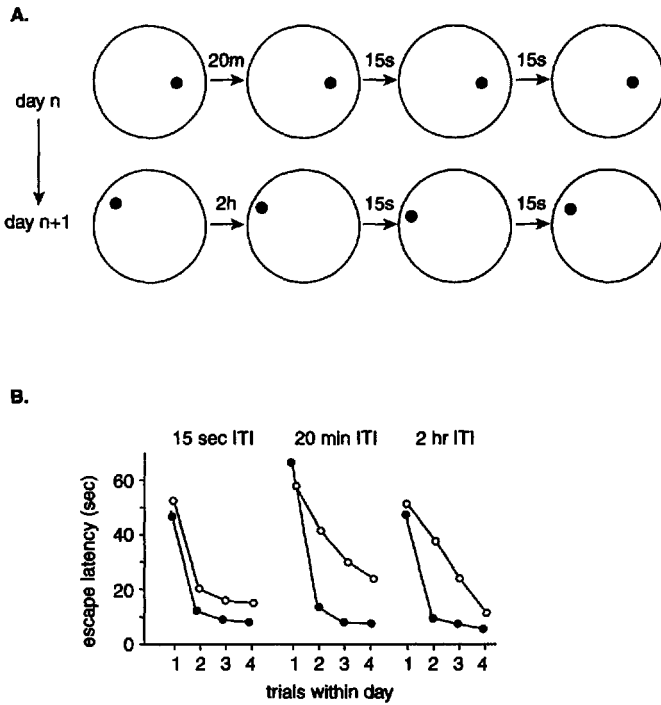 A.
20m 15s 15s
day n
2h 15s 15s
day n+1
B.
15 sec ITI 20 min ITI 2 hr ITI
60
40
20
0
escape latency (sec)
1 2 3 4 1 2 3 4 1 2 3 4
trials within day